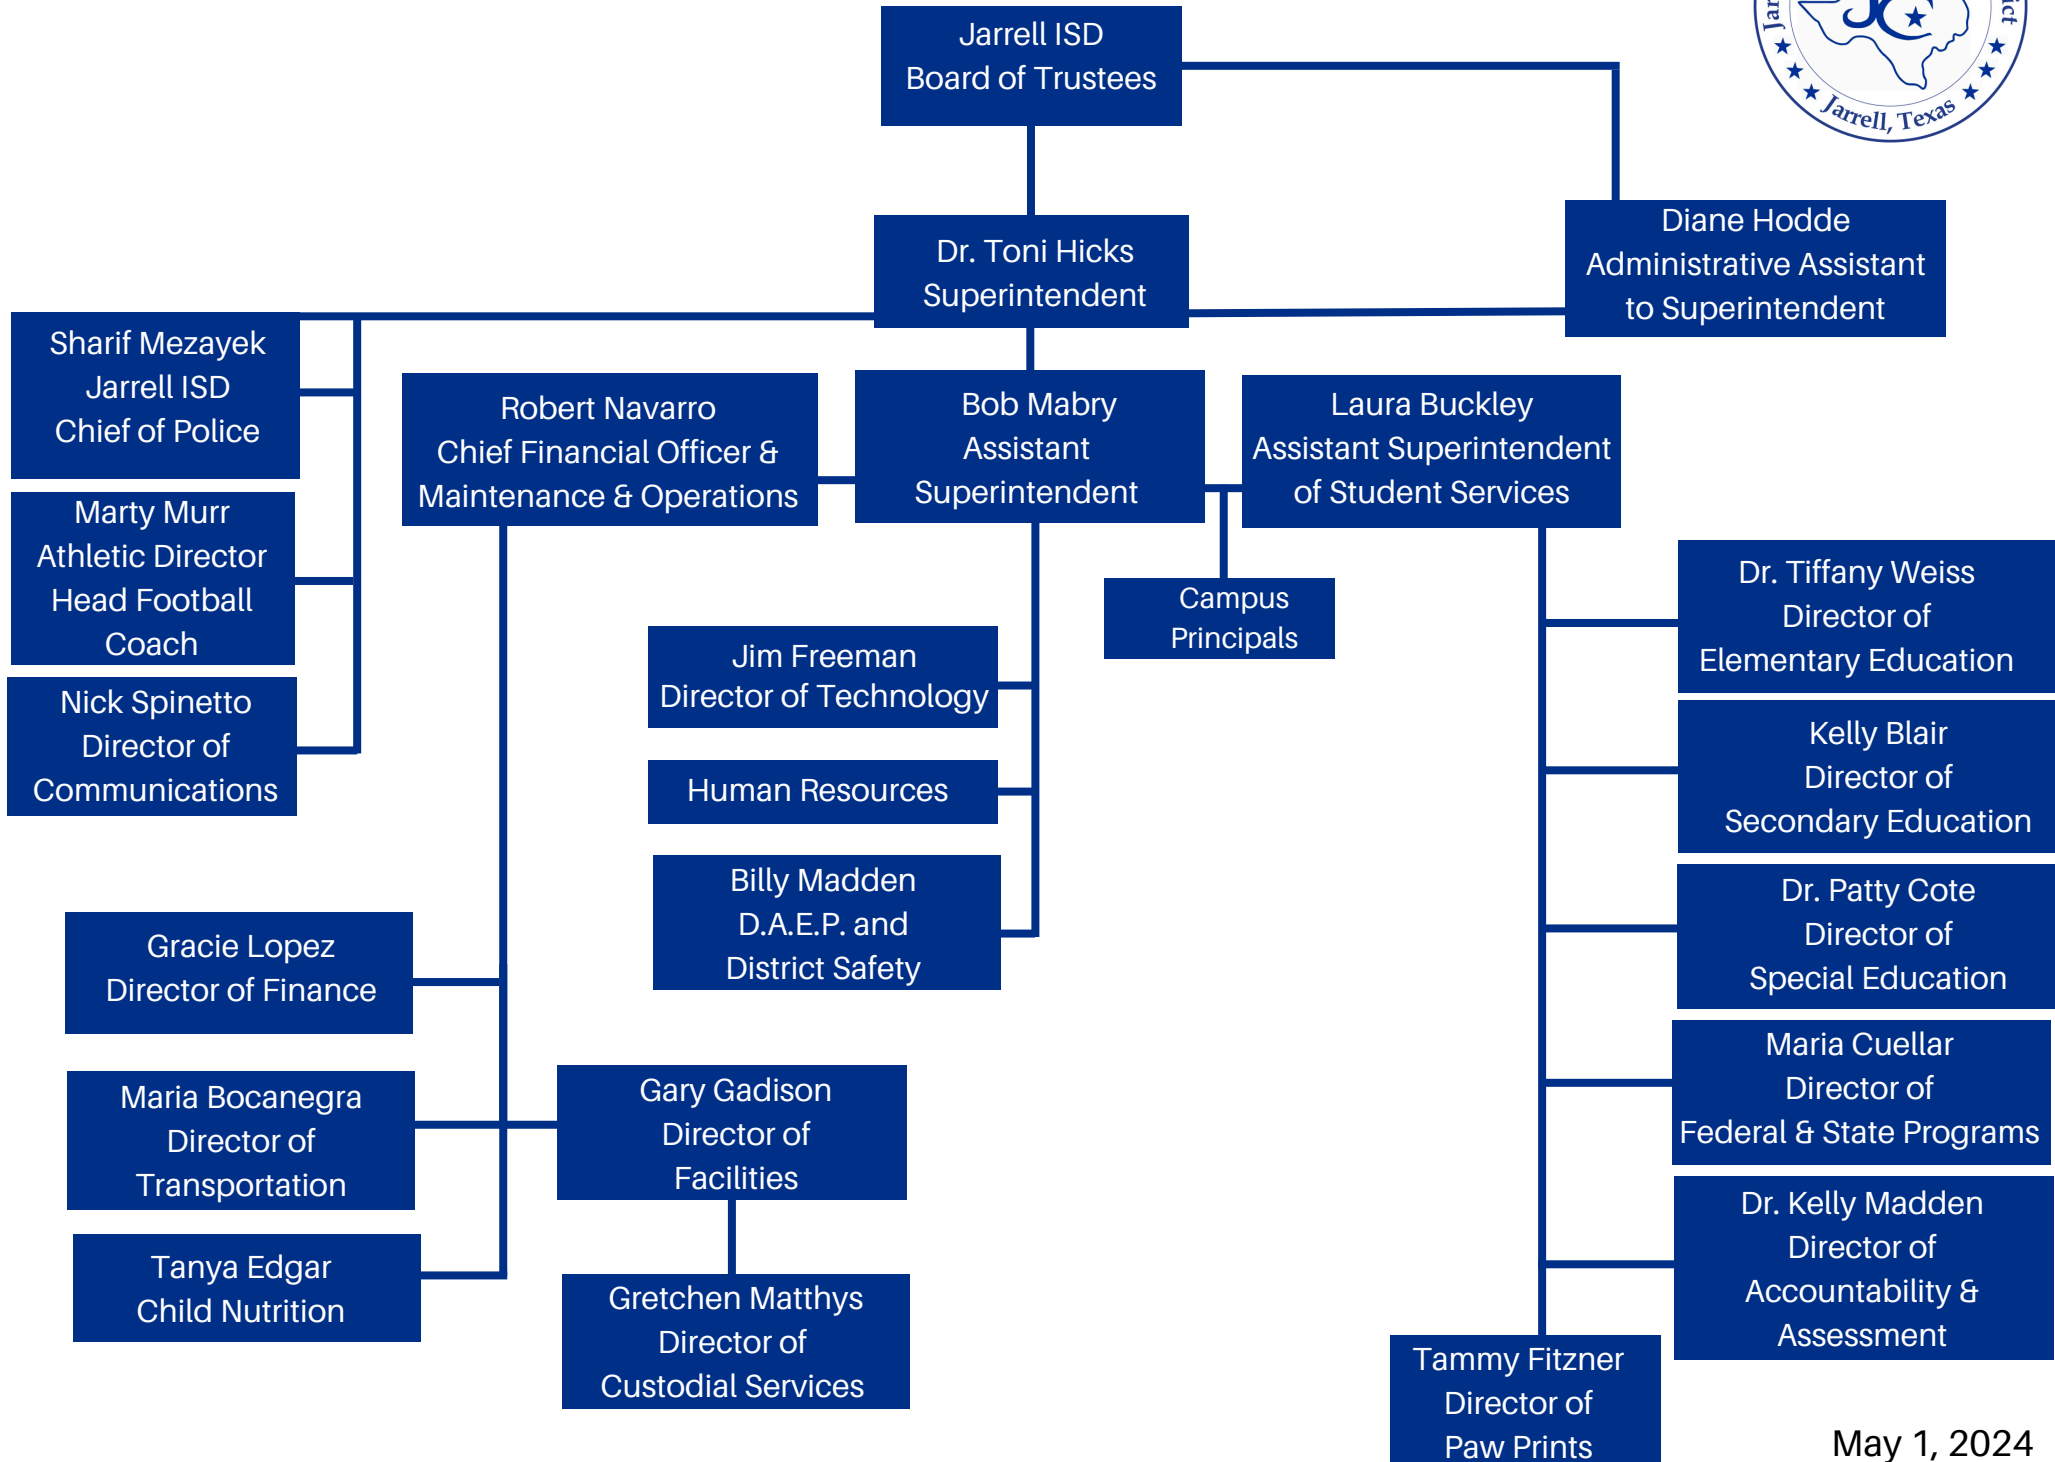 Jarrell ISD
Board of Trustees
Jarrell, Texas
Dr. Toni Hicks
Superintendent
Diane Hodde
Administrative Assistant
to Superintendent
Sharif Mezayek
Jarrell ISD
Chief of Police
Marty Murr
Athletic Director
Head Football
Coach
Nick Spinetto
Director of
Communications
Robert Navarro
Chief Financial Officer &
Maintenance & Operations
Bob Mabry
Assistant
Superintendent
Laura Buckley
Assistant Superintendent
of Student Services
Campus
Principals
Jim Freeman
Director of Technology
Human Resources
Billy Madden
D.A.E.P. and
District Safety
Dr. Tiffany Weiss
Director of
Elementary Education
Kelly Blair
Director of
Secondary Education
Dr. Patty Cote
Director of
Special Education
Maria Cuellar
Director of
Federal & State Programs
Dr. Kelly Madden
Director of
Accountability &
Assessment
Tammy Fitzner
Director of
Paw Prints
Gracie Lopez
Director of Finance
Maria Bocanegra
Director of
Transportation
Tanya Edgar
Child Nutrition
Gary Gadison
Director of
Facilities
Gretchen Matthys
Director of
Custodial Services
May 1, 2024